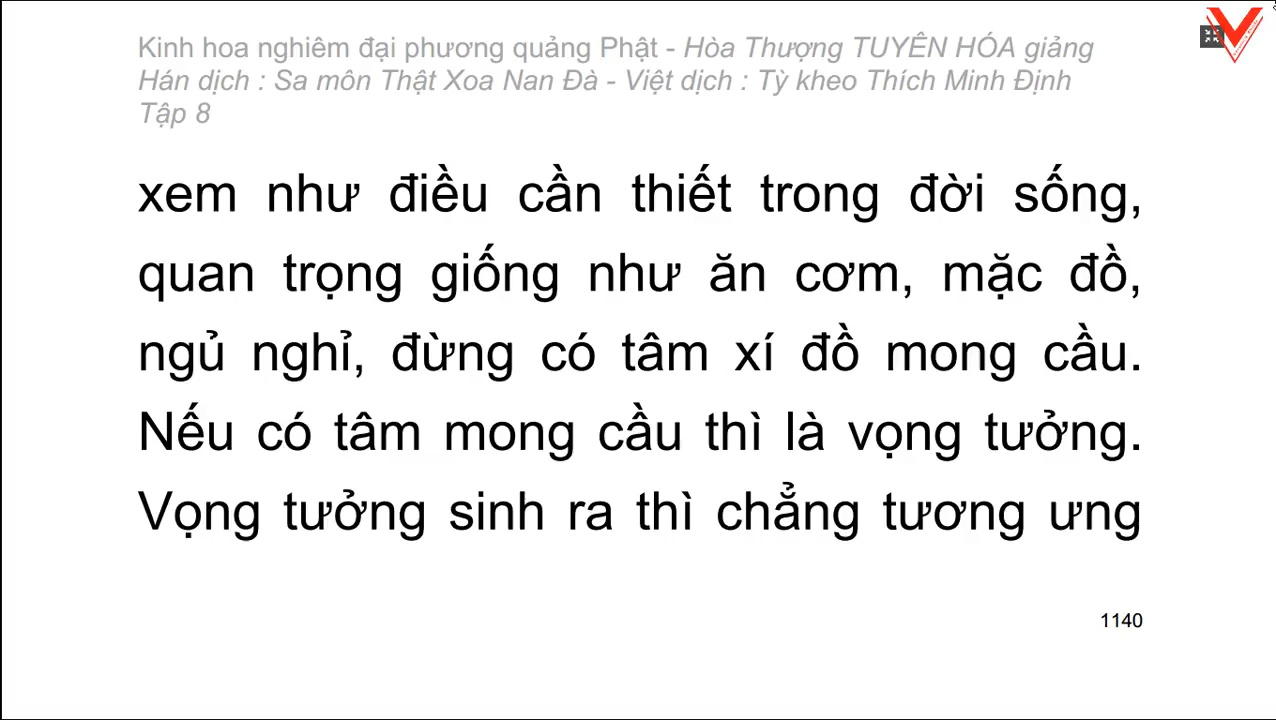 Kinh hoa nghiêm đại phương quảng Phật - Hòa Thượng TUYÊN HÓA giảng
Hán dịch : Sa môn Thật Xoa Nan Đà - Việt dịch : Tỳ kheo Thích Minh Định
Tập 8
xem như điều cần thiết trong đời sống,
quan trọng giống như ăn cơm, mặc đồ,
ngủ nghỉ, đừng có tâm xí đồ mong cầu.
Nếu có tâm mong cầu thì là vọng tưởng.
Vọng tưởng sinh ra thì chẳng tương ưng
1140